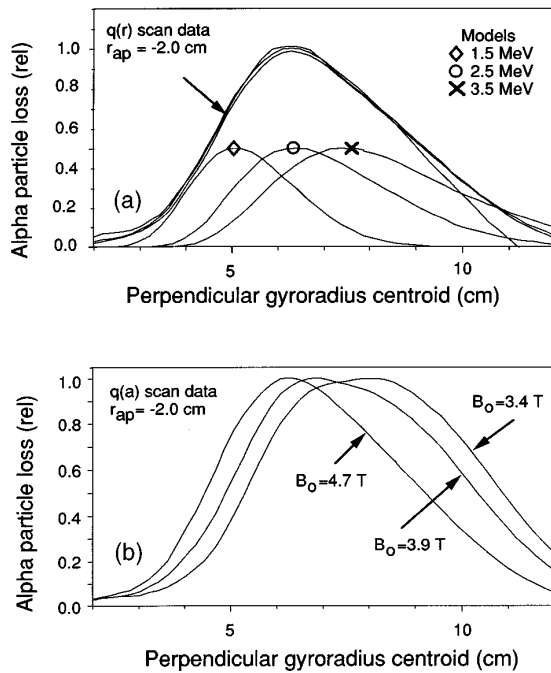 q(r) scan data
r_ap = -2.0 cm
Models
1.5 MeV
2.5 MeV
3.5 MeV
1.0
0.8
0.6
0.4
0.2
0.0
Alpha particle loss (rel)
(a)
5
10
Perpendicular gyroradius centroid (cm)
q(a) scan data
r_ap= -2.0 cm
B_o=3.4 T
B_o=4.7 T
B_o=3.9 T
1.0
0.8
0.6
0.4
0.2
0.0
Alpha particle loss (rel)
(b)
5
10
Perpendicular gyroradius centroid (cm)